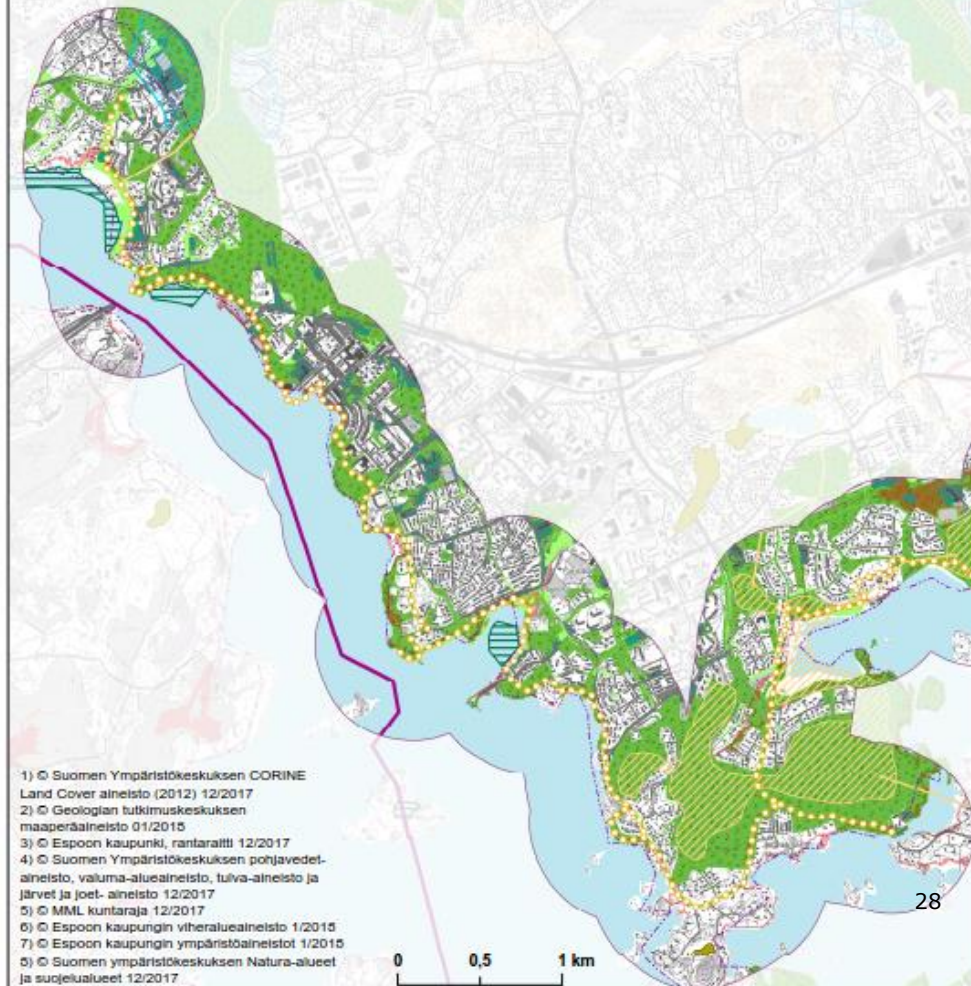 1) © Suomen Ympäristökeskuksen CORINE
Land Cover aineisto (2012) 12/2017
2) © Geologian tutkimuskeskuksen
maaperäaineisto 01/2015
3) © Espoon kaupunki, rantaraitti 12/2017
4) © Suomen Ympäristökeskuksen pohjavedet-
aineisto, valuma-alueaineisto, tulva-aineisto ja
järvet ja joet- aineisto 12/2017
5) © MML kuntaraja 12/2017
6) © Espoon kaupungin viheralueaineisto 1/2018
7) © Espoon kaupungin ympäristöaineistot 1/2018
8) © Suomen ympäristökeskuksen Natura-alueet
ja suojelualueet 12/2017
0 0,5 1 km
28